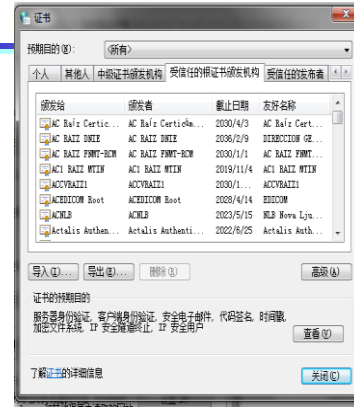 证书
预期目的(N): <所有>
个人 其他人 中级证书颁发机构 受信任的根证书颁发机构 受信任的发布者
颁发给 颁发者 截止日期 友好名称
AC Raíz Certic... AC Raíz Certicám... 2030/4/3 AC Raíz Cert...
AC RAIZ DNIE AC RAIZ DNIE 2036/2/9 DIRECCION GE...
AC RAIZ FNMT-RCM AC RAIZ FNMT-RCM 2030/1/1 AC RAIZ FNMT...
AC1 RAIZ MTIN AC1 RAIZ MTIN 2019/11/4 AC1 RAIZ MTIN
ACCVRAIZ1 ACCVRAIZ1 2030/1... ACCVRAIZ1
ACEDICOM Root ACEDICOM Root 2028/4/14 EDICOM
ACNLB ACNLB 2023/5/15 NLB Nova Lju...
Actalis Authen... Actalis Authenti... 2022/6/25 Actalis Auth...
导入(I)... 导出(E)... 删除(R) 高级(A)
证书的预期目的
服务器身份验证, 客户端身份验证, 安全电子邮件, 代码签名, 时间戳,
加密文件系统, IP 安全隧道终止, IP 安全用户
查看(V)
了解证书的详细信息
关闭(C)